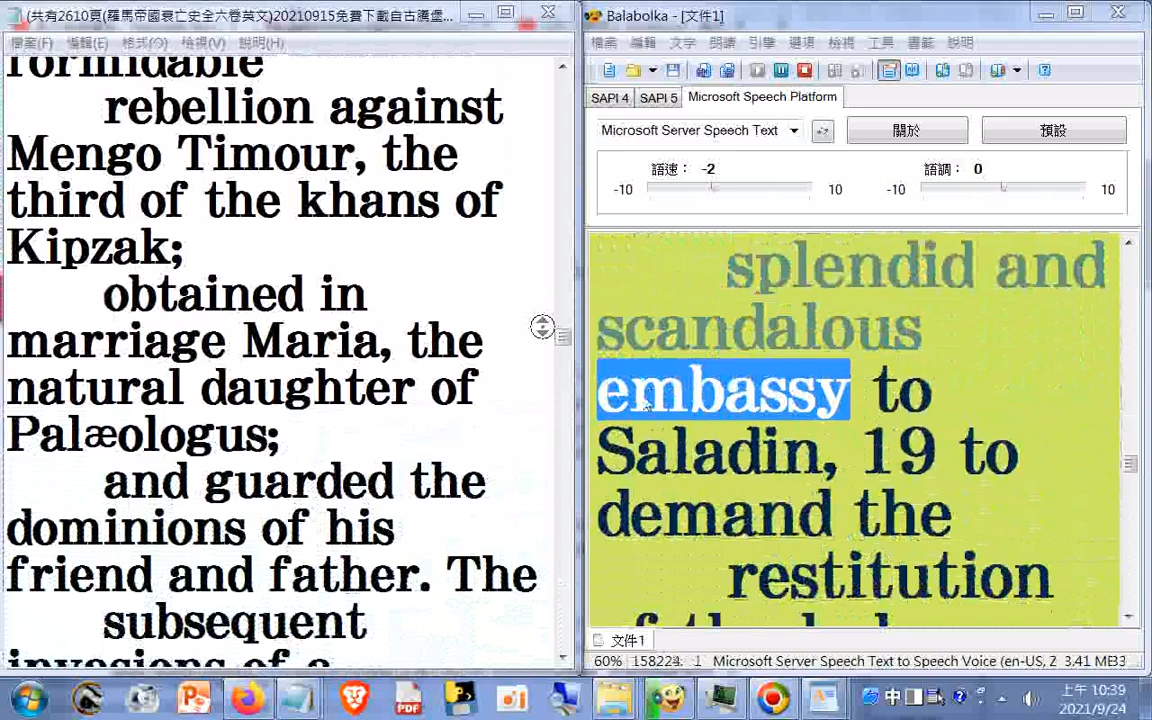 (共有2610頁(羅馬帝國衰亡史全六卷英文)20210915免費下載自古騰堡...
檔案(F) 編輯(E) 格式(O) 檢視(V) 說明(H)
formidable
rebellion against
Mengo Timour, the
third of the khans of
Kipzak;
obtained in
marriage Maria, the
natural daughter of
Palæologus;
and guarded the
dominions of his
friend and father. The
subsequent
invasions of a
Balabolka - [文件1]
檔案 編輯 文字 朗讀 引擎 選項 檢視 工具 書籤 說明
SAPI 4 SAPI 5 Microsoft Speech Platform
Microsoft Server Speech Text
關於
預設
語速: -2
語調: 0
-10 10 -10 10
splendid and
scandalous
embassy to
Saladin, 19 to
demand the
restitution
of the
文件1
60% 158224: 1 Microsoft Server Speech Text to Speech Voice (en-US, Z 3.41 MB
PDF
中
上午 10:39
2021/9/24